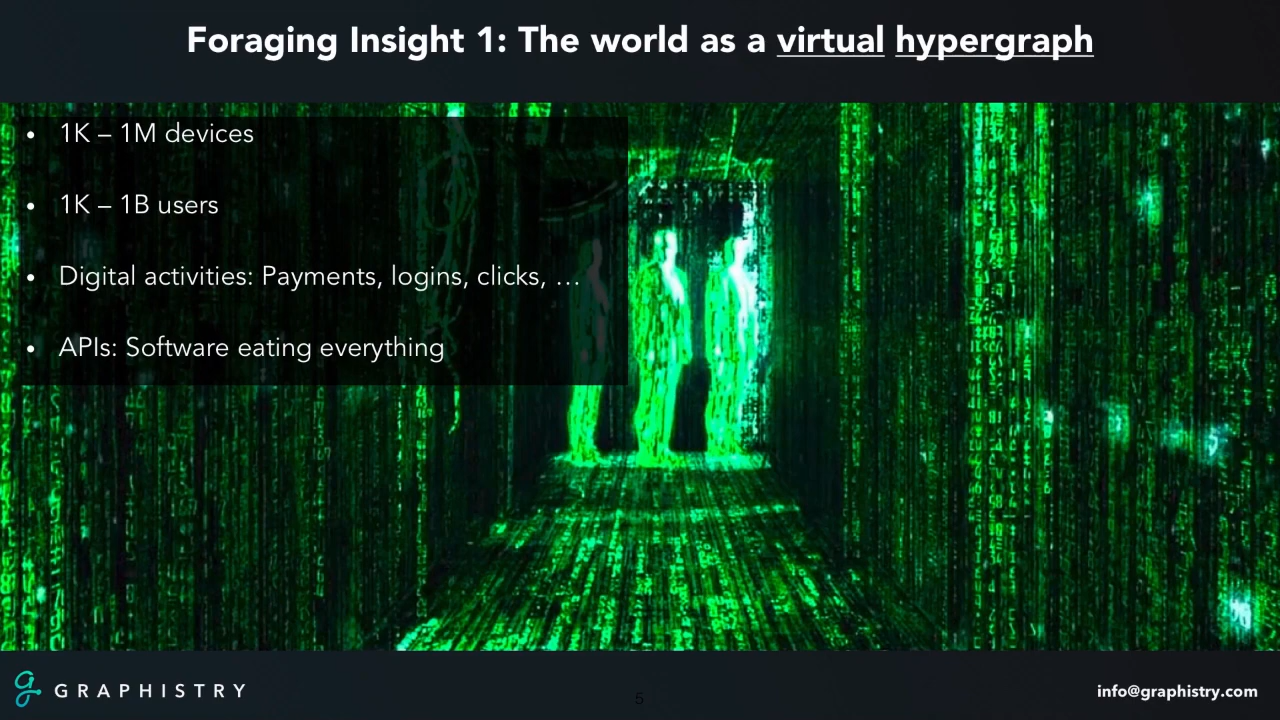 Foraging Insight 1: The world as a virtual hypergraph
• 1K – 1M devices
• 1K – 1B users
• Digital activities: Payments, logins, clicks, …
• APIs: Software eating everything
GRAPHISTRY
5
info@graphistry.com